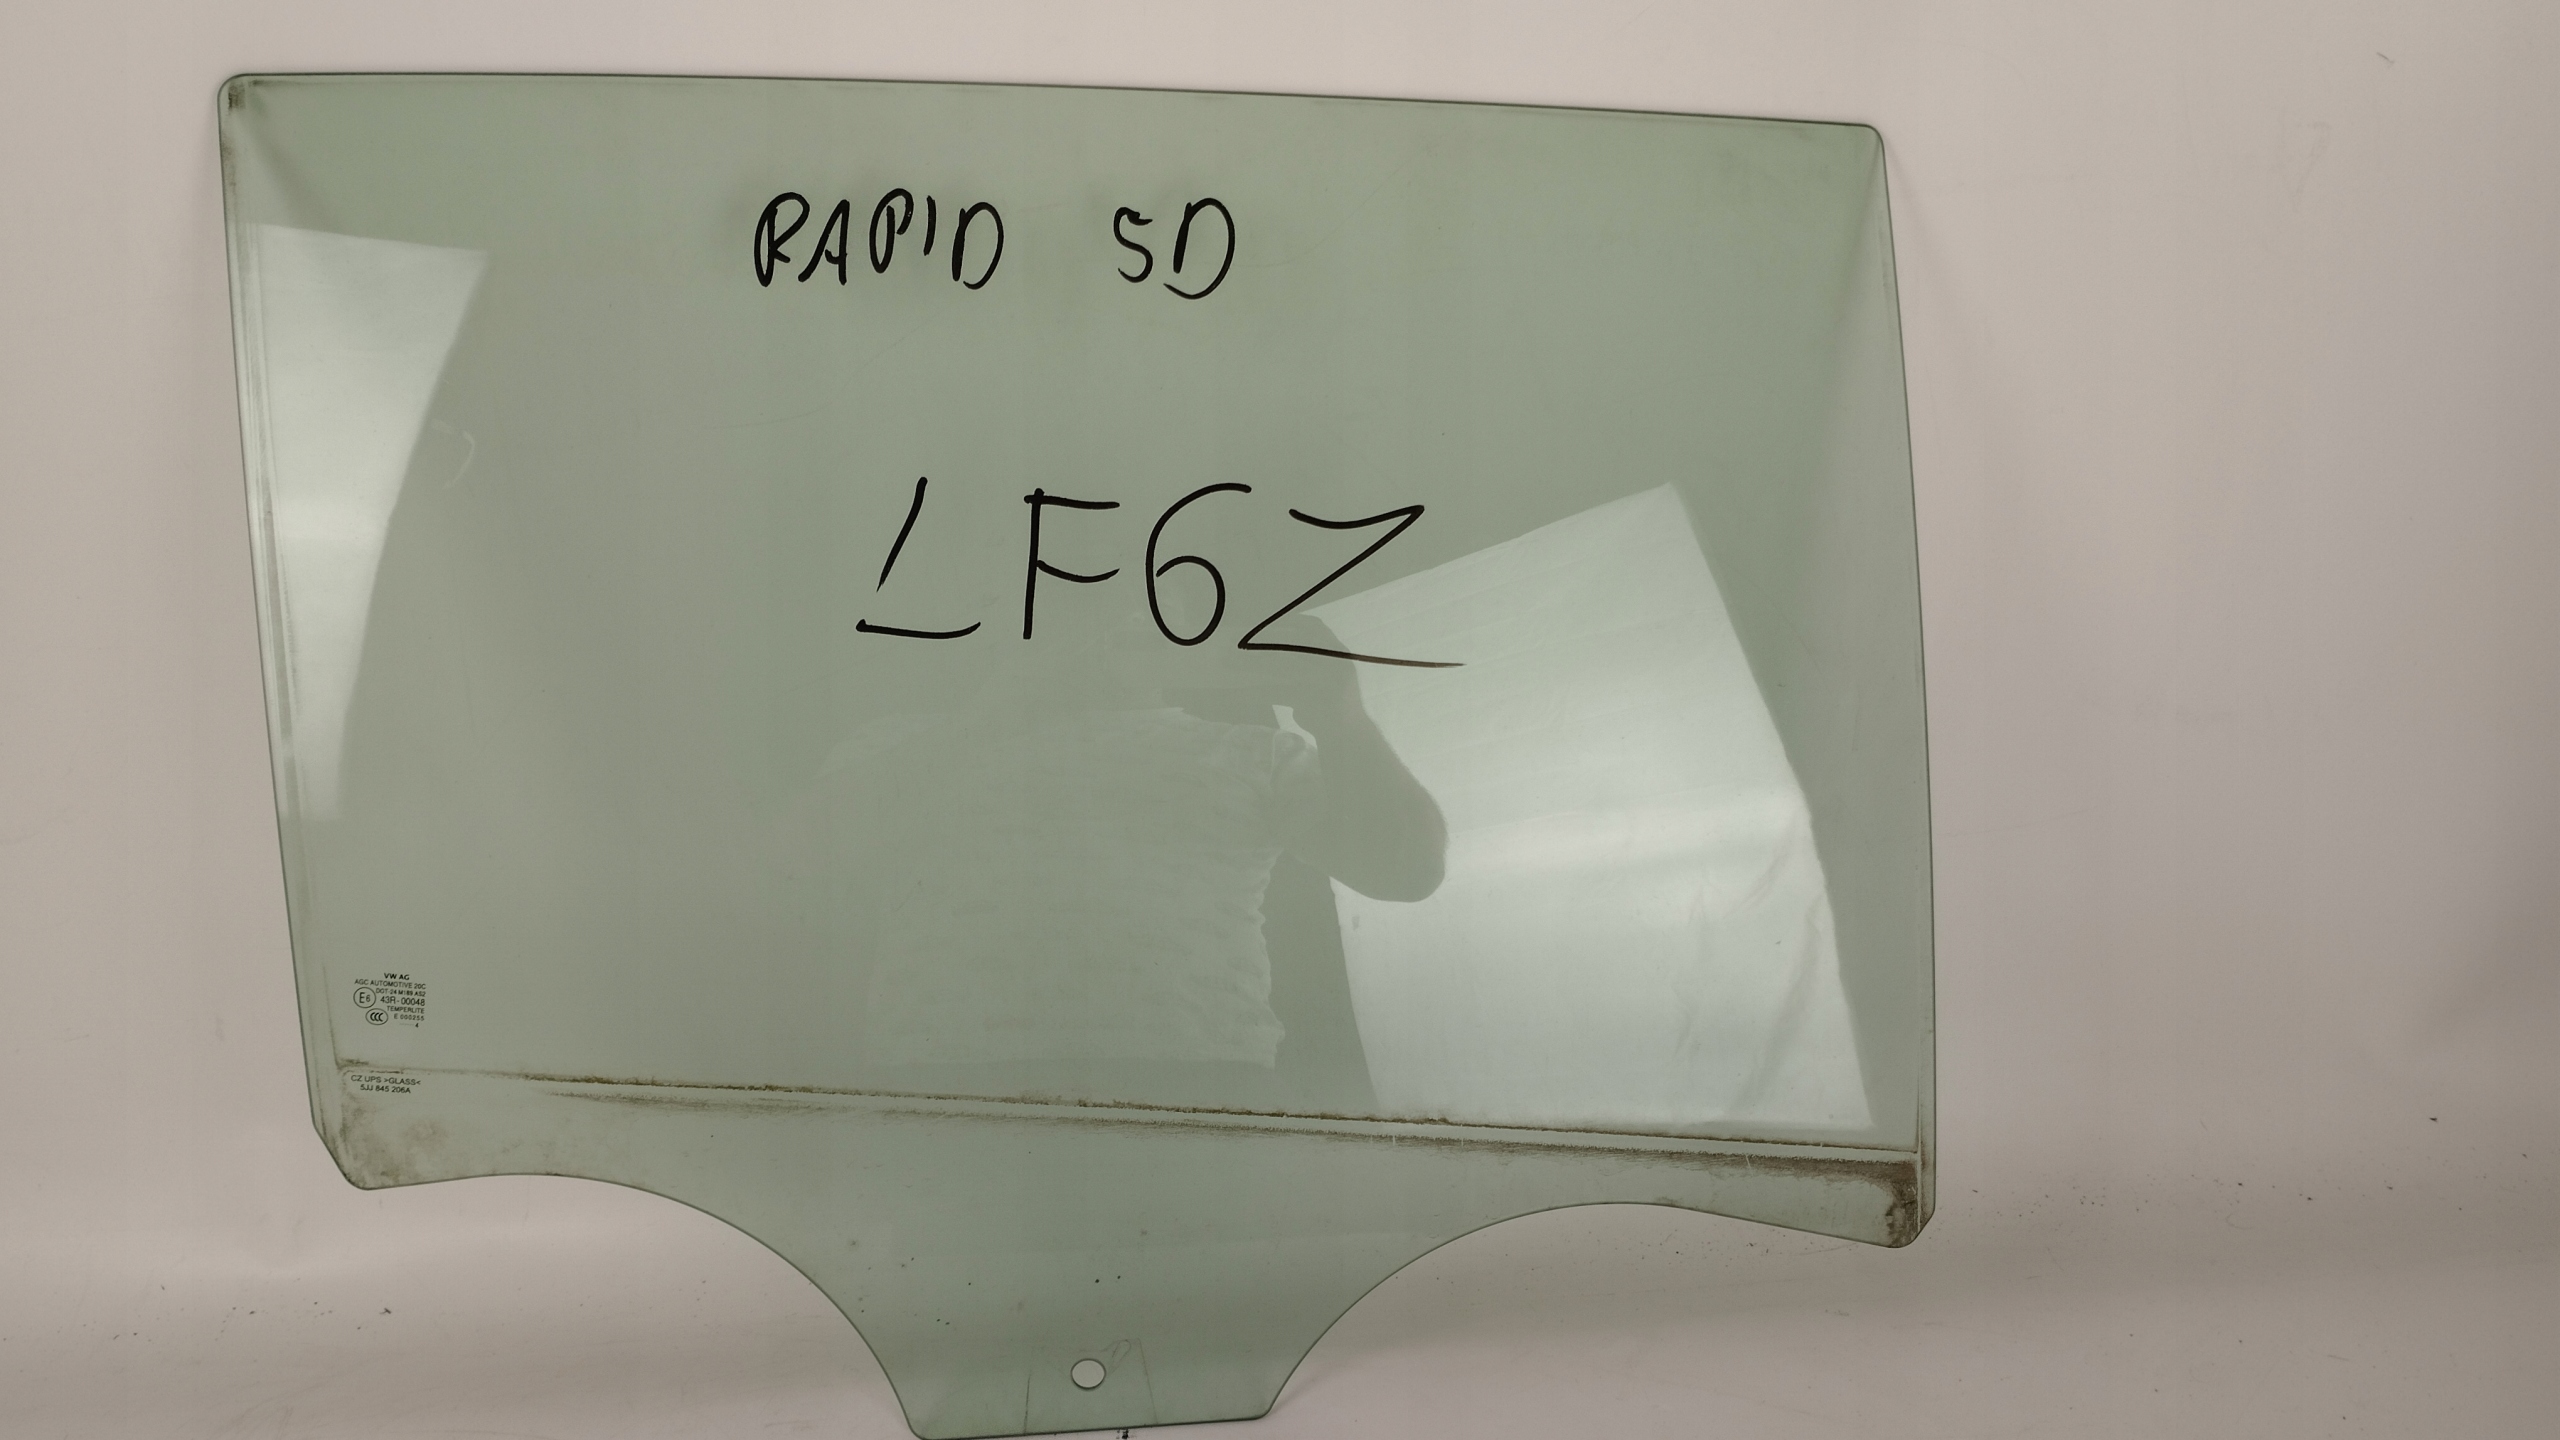 RAPID 5D
LF6Z
VW AG
AGC AUTOMOTIVE 20C
DOT-24 M189 AS2
E6 43R-00048
TEMPERLITE
CCC E 000255
4
CZ UPS >GLASS<
5JJ 845 206A